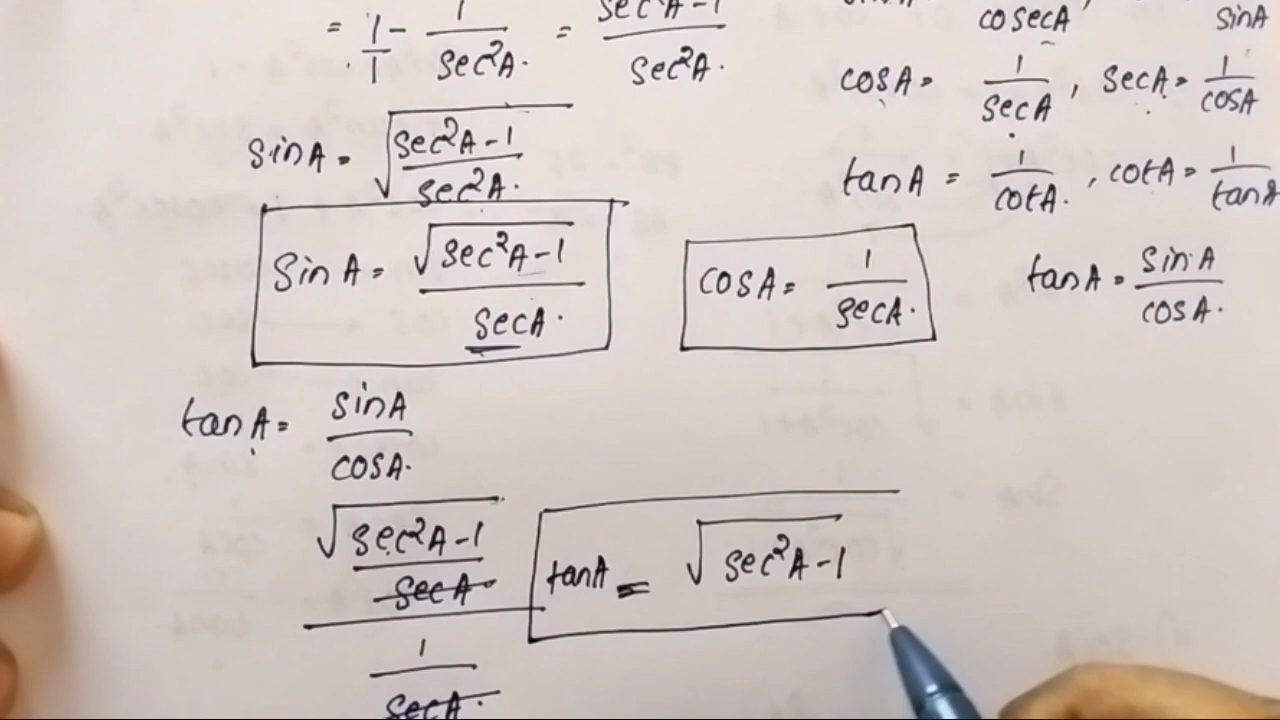 = 1/1 - 1/sec²A. = sec²A-1/sec²A.
sinA = √(sec²A-1/sec²A.)
SinA = √(sec²A-1)/secA.
tanA = sinA/cosA.
√(sec²A-1)/secA.
1/secA.
tanA = √(sec²A-1)
cosecA, sinA
cosA = 1/secA, secA = 1/cosA
tanA = 1/cotA., cotA = 1/tanA
cosA = 1/secA.
tanA = sinA/cosA.